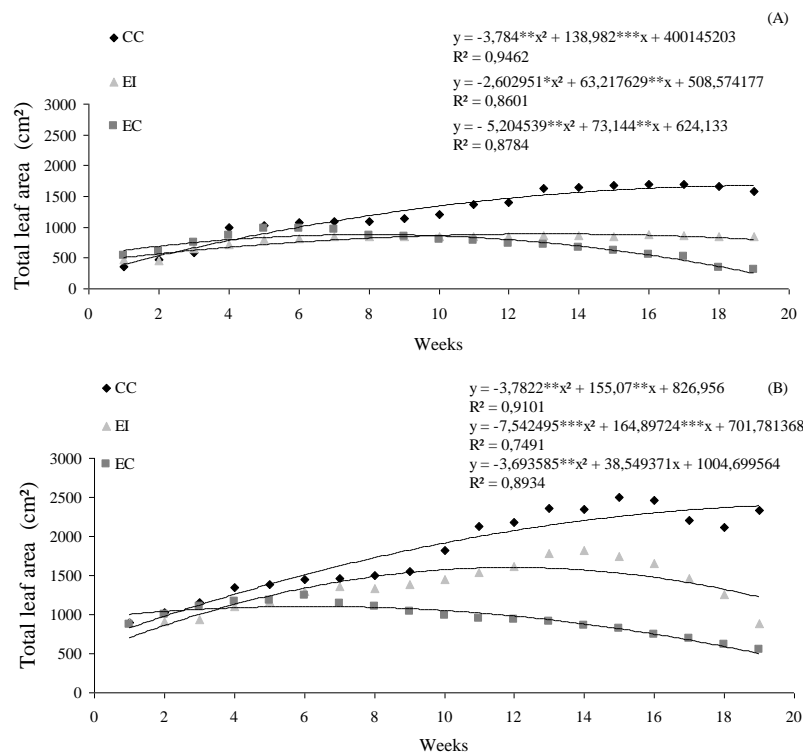 (A)
CC
y = -3,784**x² + 138,982***x + 400145203
R² = 0,9462
EI
y = -2,602951*x² + 63,217629**x + 508,574177
R² = 0,8601
EC
y = - 5,204539**x² + 73,144**x + 624,133
R² = 0,8784
Total leaf area (cm²)
3000
2500
2000
1500
1000
500
0
0 2 4 6 8 10 12 14 16 18 20
Weeks
(B)
CC
y = -3,7822**x² + 155,07**x + 826,956
R² = 0,9101
EI
y = -7,542495***x² + 164,89724***x + 701,781368
R² = 0,7491
EC
y = -3,693585**x² + 38,549371x + 1004,699564
R² = 0,8934
Total leaf area (cm²)
3000
2500
2000
1500
1000
500
0
0 2 4 6 8 10 12 14 16 18 20
Weeks